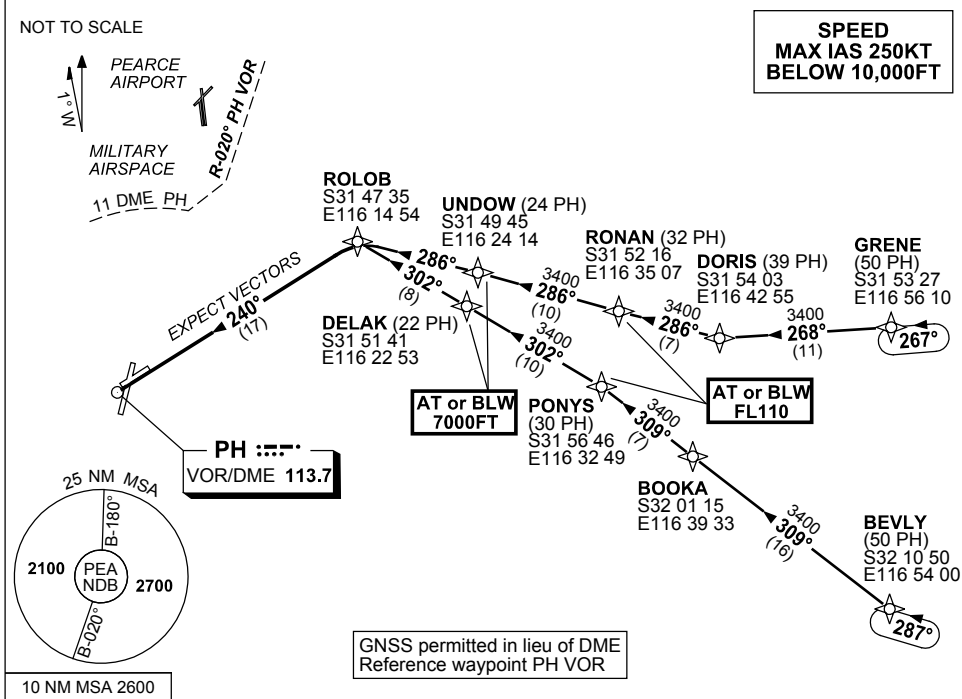 NOT TO SCALE
1° W
PEARCE
AIRPORT
MILITARY
AIRSPACE
R-020° PH VOR
11 DME PH
SPEED
MAX IAS 250KT
BELOW 10,000FT
ROLOB
S31 47 35
E116 14 54
UNDOW (24 PH)
S31 49 45
E116 24 14
RONAN (32 PH)
S31 52 16
E116 35 07
DORIS (39 PH)
S31 54 03
E116 42 55
GRENE
(50 PH)
S31 53 27
E116 56 10
EXPECT VECTORS
240°
(17)
286°
302°
(8)
3400
286°
(10)
3400
286°
(7)
3400
268°
(11)
267°
DELAK (22 PH)
S31 51 41
E116 22 53
3400
302°
(10)
AT or BLW
7000FT
PONYS
(30 PH)
S31 56 46
E116 32 49
AT or BLW
FL110
3400
309°
(7)
BOOKA
S32 01 15
E116 39 33
3400
309°
(16)
BEVLY
(50 PH)
S32 10 50
E116 54 00
287°
PH
VOR/DME 113.7
25 NM MSA
B-180°
2100
PEA
NDB
2700
B-020°
10 NM MSA 2600
GNSS permitted in lieu of DME
Reference waypoint PH VOR